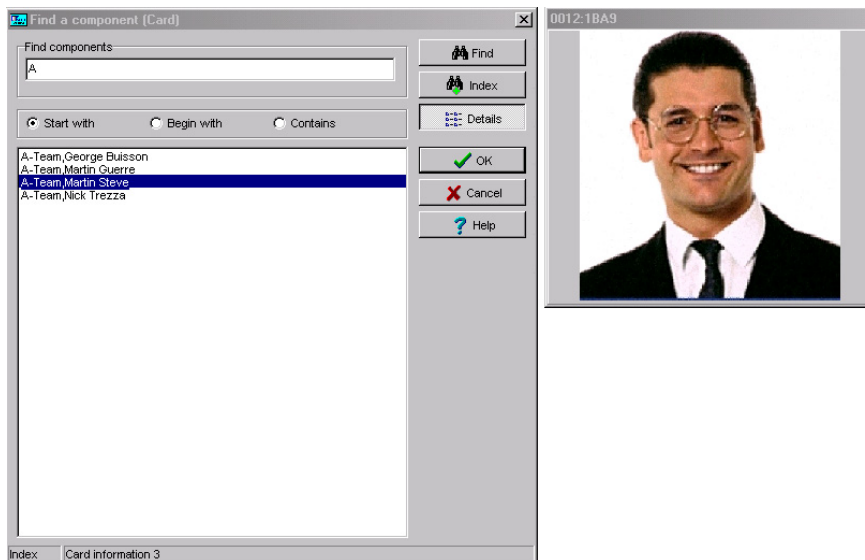 Find a component (Card)
Find components
A
Find
Index
Details
Start with
Begin with
Contains
A-Team,George Buisson
A-Team,Martin Guerre
A-Team,Martin Steve
A-Team,Nick Trezza
OK
Cancel
Help
Index
Card information 3
0012:1BA9